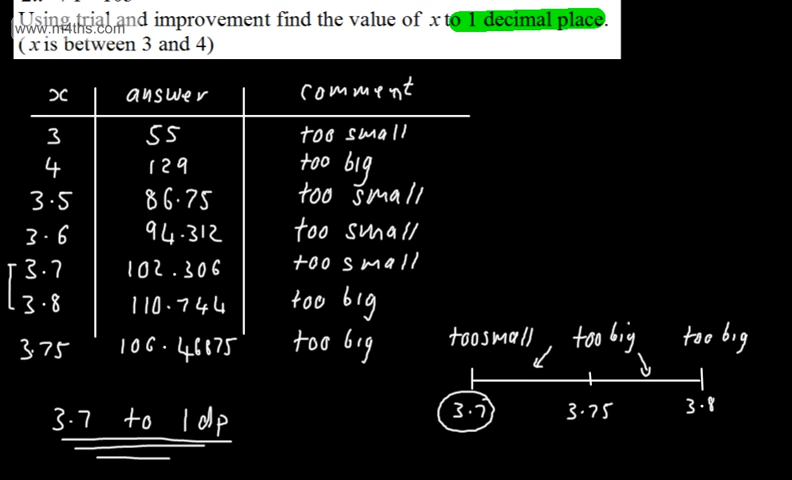 Using trial and improvement find the value of x to 1 decimal place.
www.m4ths.com
(x is between 3 and 4)
x answer comment
3 55 too small
4 129 too big
3.5 86.75 too small
3.6 94.312 too small
3.7 102.306 too small
3.8 110.744 too big
3.75 106.46875 too big
too small too big too big
3.7 3.75 3.8
3.7 to 1 dp